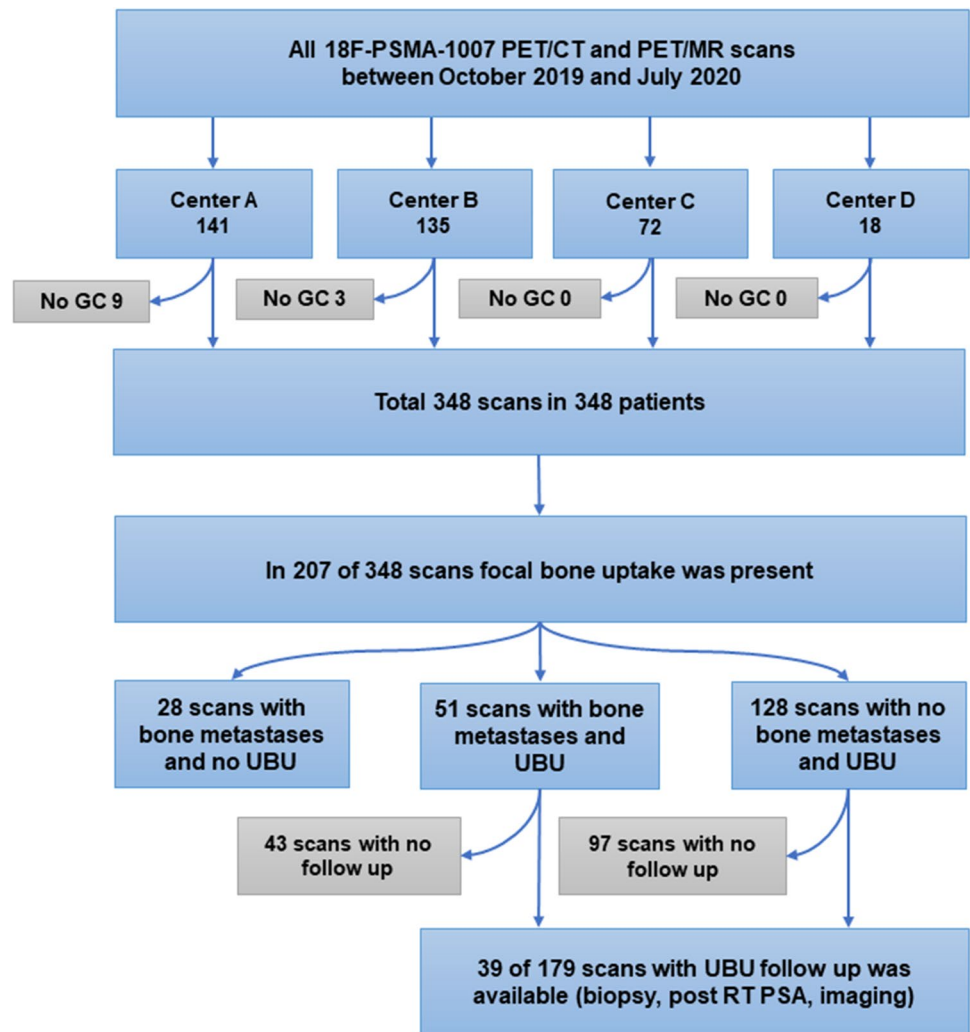 All 18F-PSMA-1007 PET/CT and PET/MR scans
between October 2019 and July 2020
Center A
141
Center B
135
Center C
72
Center D
18
No GC 9
No GC 3
No GC 0
No GC 0
Total 348 scans in 348 patients
In 207 of 348 scans focal bone uptake was present
28 scans with
bone metastases
and no UBU
51 scans with bone
metastases and
UBU
128 scans with no
bone metastases
and UBU
43 scans with no
follow up
97 scans with no
follow up
39 of 179 scans with UBU follow up was
available (biopsy, post RT PSA, imaging)